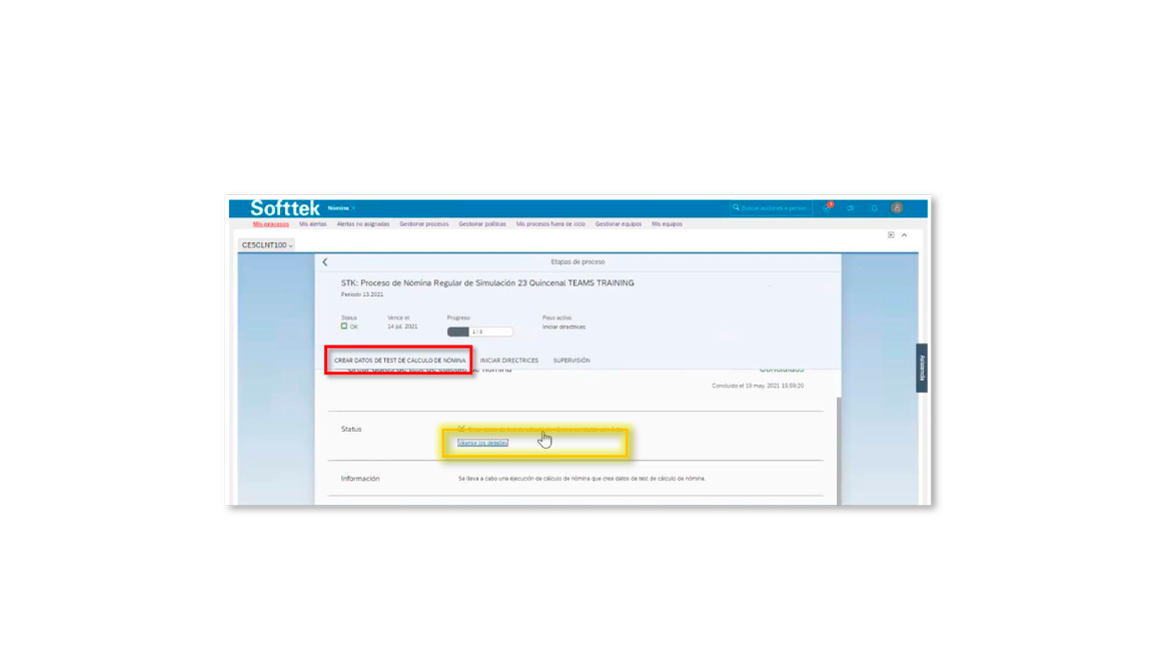 Softtek Nómina
Buscar acciones o person
Mis procesos Mis alertas Alertas no asignadas Gestionar procesos Gestionar políticas Mis procesos fuera de ciclo Gestionar equipos Mis equipos
CE5CLNT100
Etapas de proceso
STK: Proceso de Nómina Regular de Simulación 23 Quincenal TEAMS TRAINING
Periodo 13 2021
Status Vence el Progreso Paso activo
OK 14 jul. 2021 1 / 3 Iniciar directrices
CREAR DATOS DE TEST DE CÁLCULO DE NÓMINA INICIAR DIRECTRICES SUPERVISIÓN
Concluido el 19 may. 2021 15:59:20
Status
los detalles
Información Se lleva a cabo una ejecución de cálculo de nómina que crea datos de test de cálculo de nómina.
Asistencia